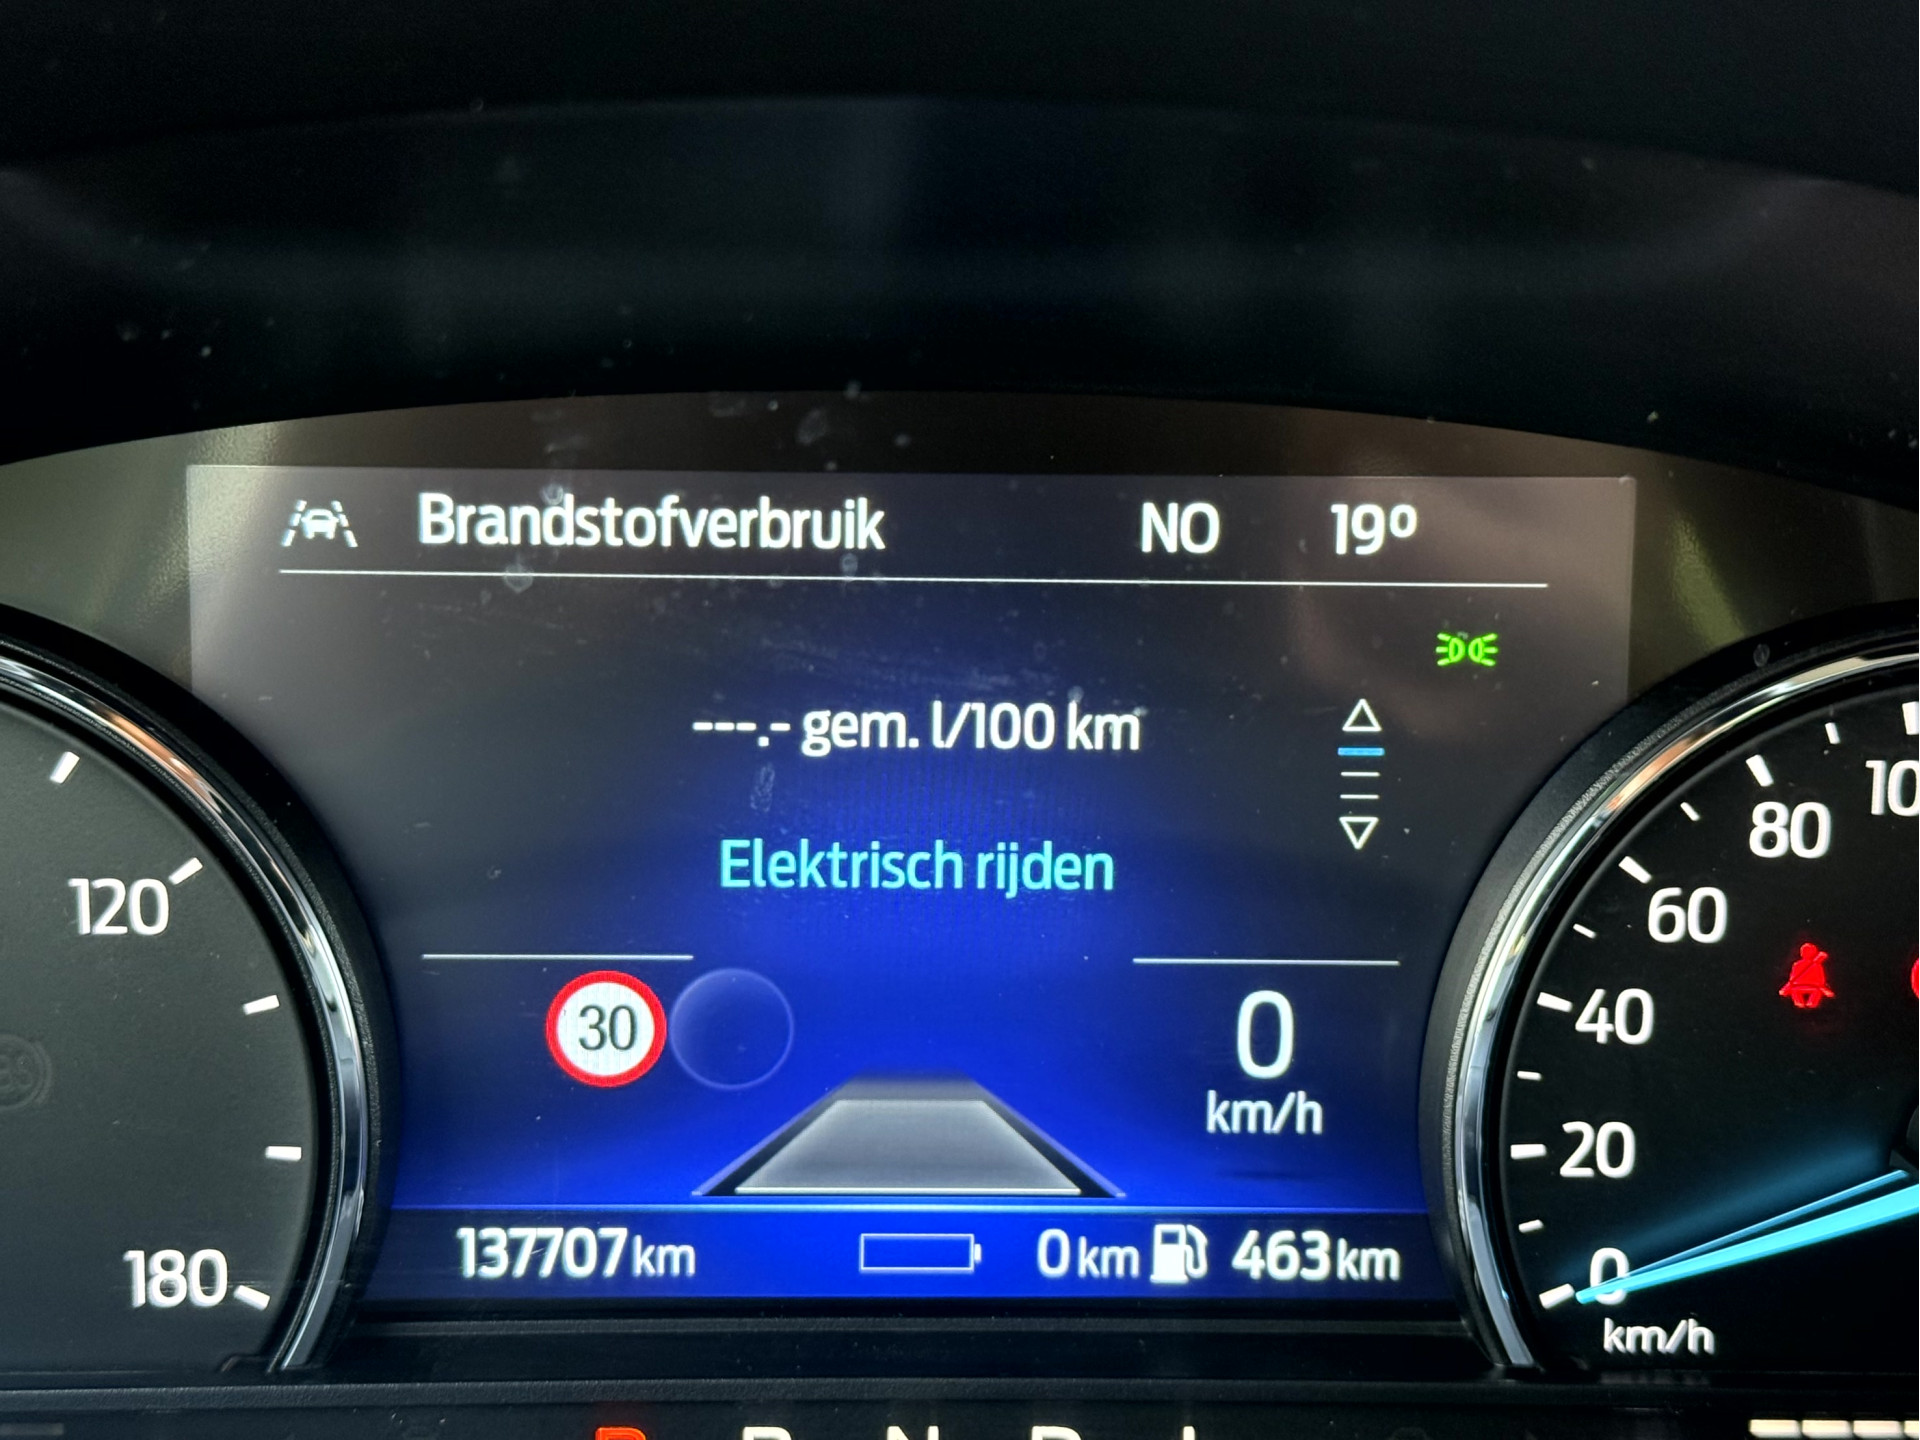 Brandstofverbruik NO 19º
---.- gem. l/100 km
Elektrisch rijden
30
0
km/h
137707 km 0 km 463 km
120
180
80
60
40
20
0
km/h